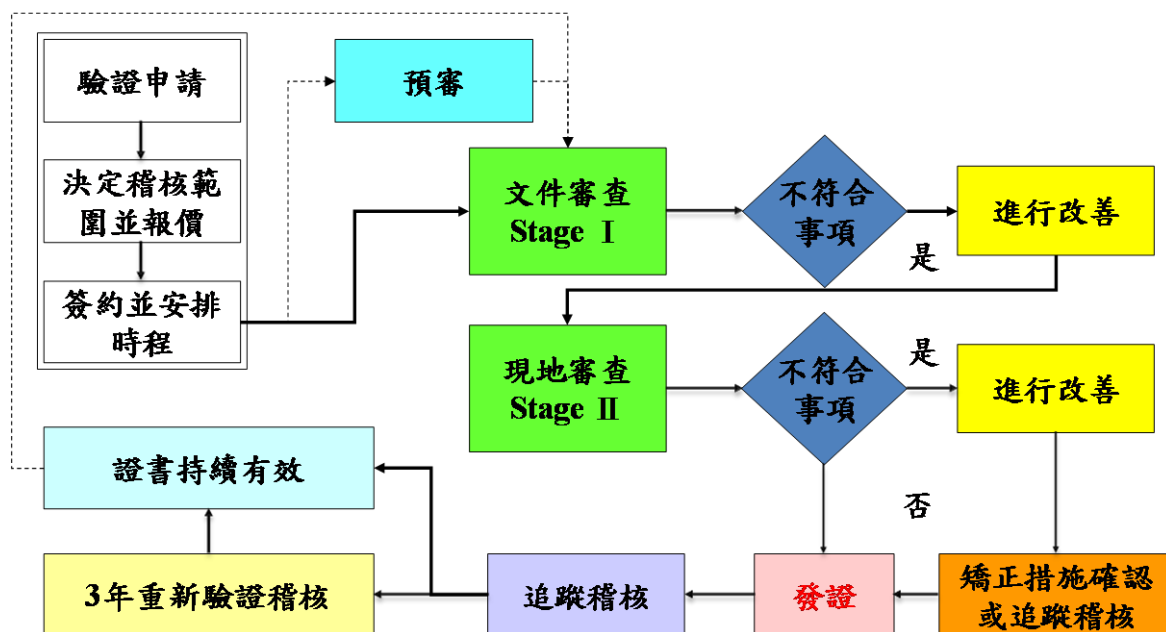 驗證申請
預審
決定稽核範
圍並報價
簽約並安排
時程
文件審查
Stage Ⅰ
不符合
事項
是
進行改善
現地審查
Stage Ⅱ
不符合
事項
是
進行改善
否
證書持續有效
3年重新驗證稽核
追蹤稽核
發證
矯正措施確認
或追蹤稽核